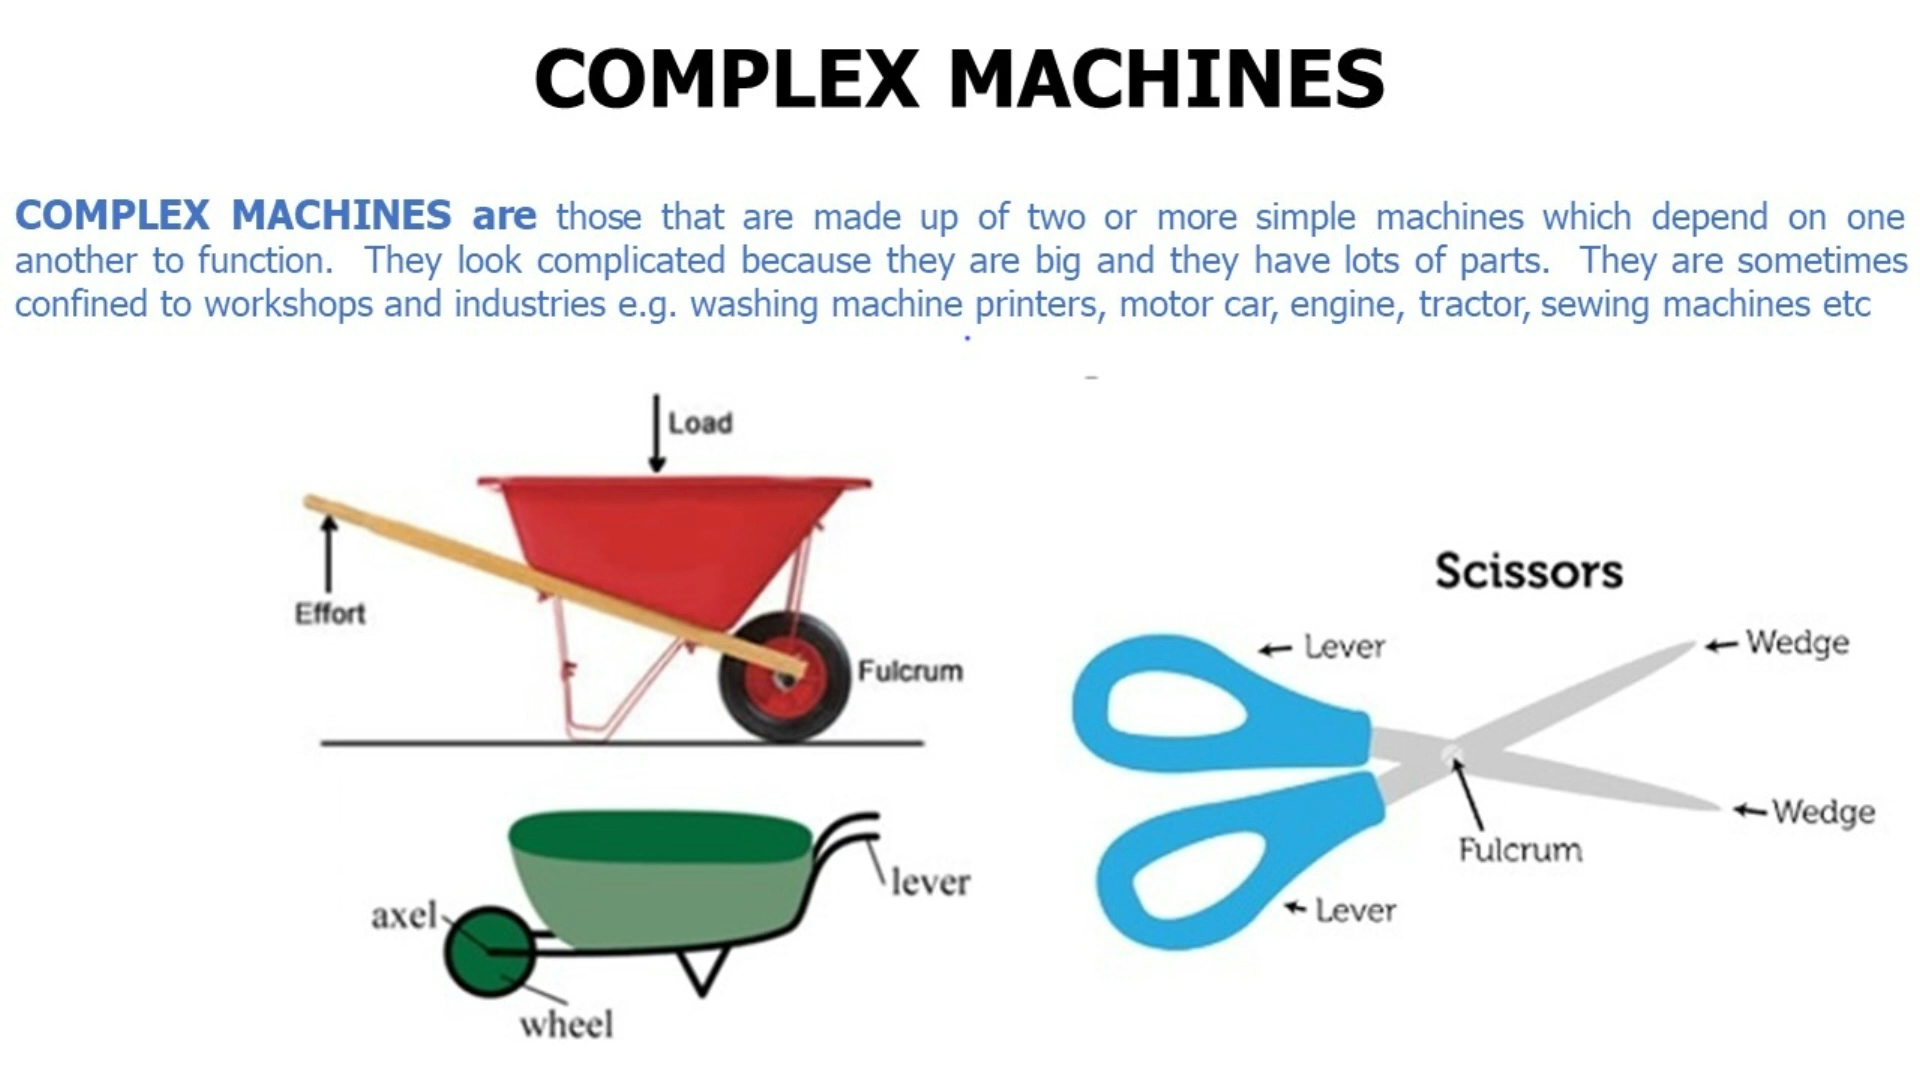 COMPLEX MACHINES
COMPLEX MACHINES are those that are made up of two or more simple machines which depend on one
another to function. They look complicated because they are big and they have lots of parts. They are sometimes
confined to workshops and industries e.g. washing machine printers, motor car, engine, tractor, sewing machines etc
Load
Effort
Fulcrum
lever
axel
wheel
Scissors
Lever
Wedge
Wedge
Fulcrum
Lever